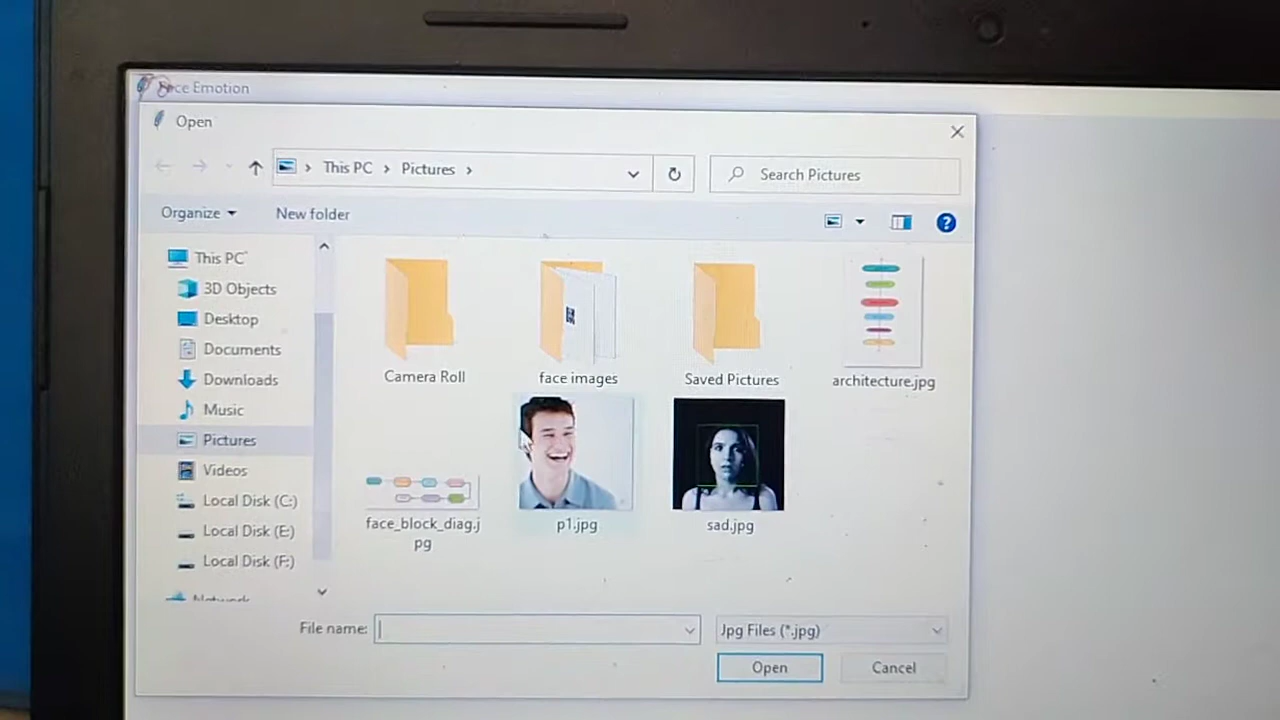 Face Emotion
Open
This PC
Pictures
Search Pictures
Organize
New folder
This PC
3D Objects
Desktop
Documents
Downloads
Music
Pictures
Videos
Local Disk (C:)
Local Disk (E:)
Local Disk (F:)
Network
Camera Roll
face images
Saved Pictures
architecture.jpg
face_block_diag.j
pg
p1.jpg
sad.jpg
File name:
Jpg Files (*.jpg)
Open
Cancel